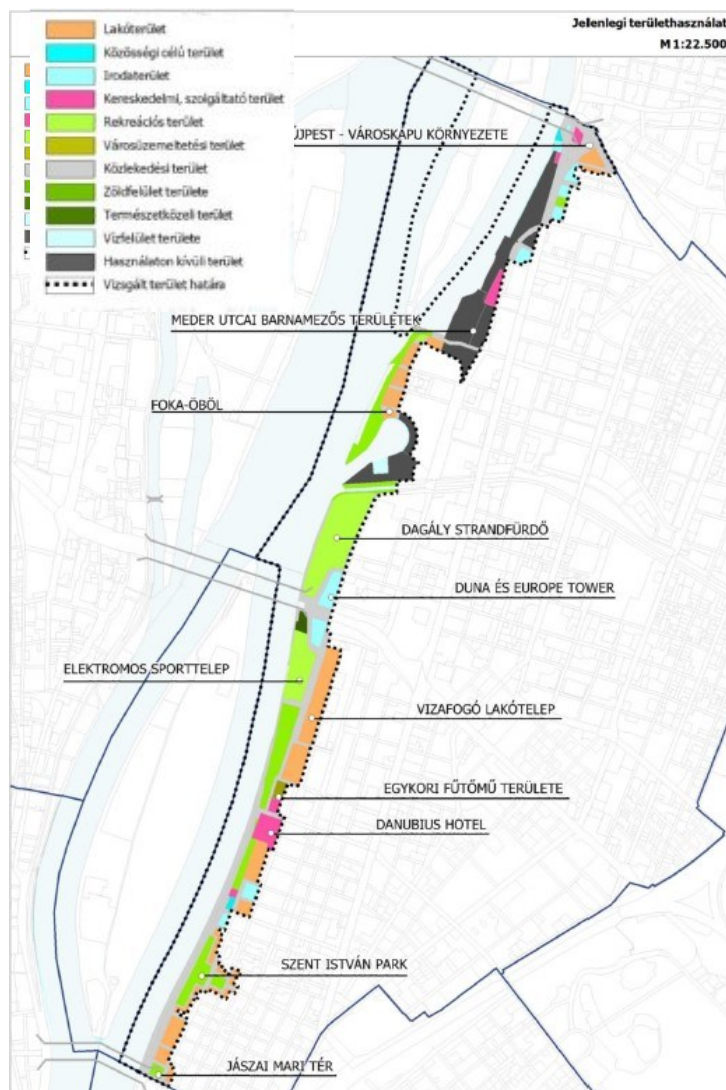 Jelenlegi területhasználat
M 1:22.500
Lakóterület
Közösségi célú terület
Irodaterület
Kereskedelmi, szolgáltató terület
Rekreációs terület
Városüzemeltetési terület
Közlekedési terület
Zöldfelület területe
Természetközeli terület
Vízfelület területe
Használaton kívüli terület
Vizsgált terület határa
ÚJPEST - VÁROSKAPU KÖRNYEZETE
MEDER UTCAI BARNAMEZŐS TERÜLETEK
FOKA-ÖBÖL
DAGÁLY STRANDFÜRDŐ
DUNA ÉS EUROPE TOWER
ELEKTROMOS SPORTTELEP
VIZAFOGÓ LAKÓTELEP
EGYKORI FŰTŐMŰ TERÜLETE
DANUBIUS HOTEL
SZENT ISTVÁN PARK
JÁSZAI MARI TÉR